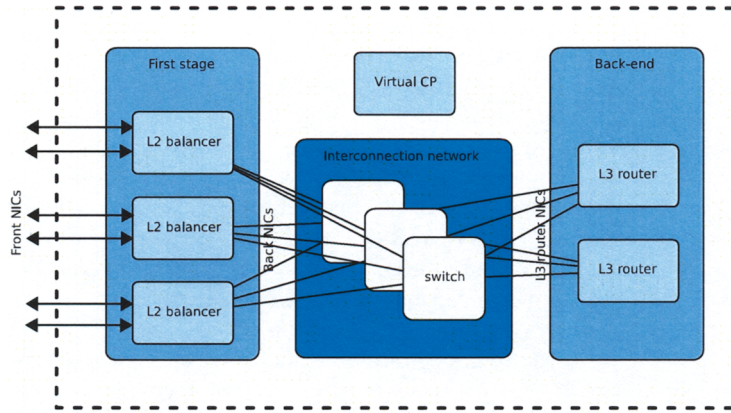 First stage
Virtual CP
Back-end
L2 balancer
Interconnection network
L3 router
Front NICs
L2 balancer
Back NICs
switch
L3 router NICs
L3 router
L2 balancer